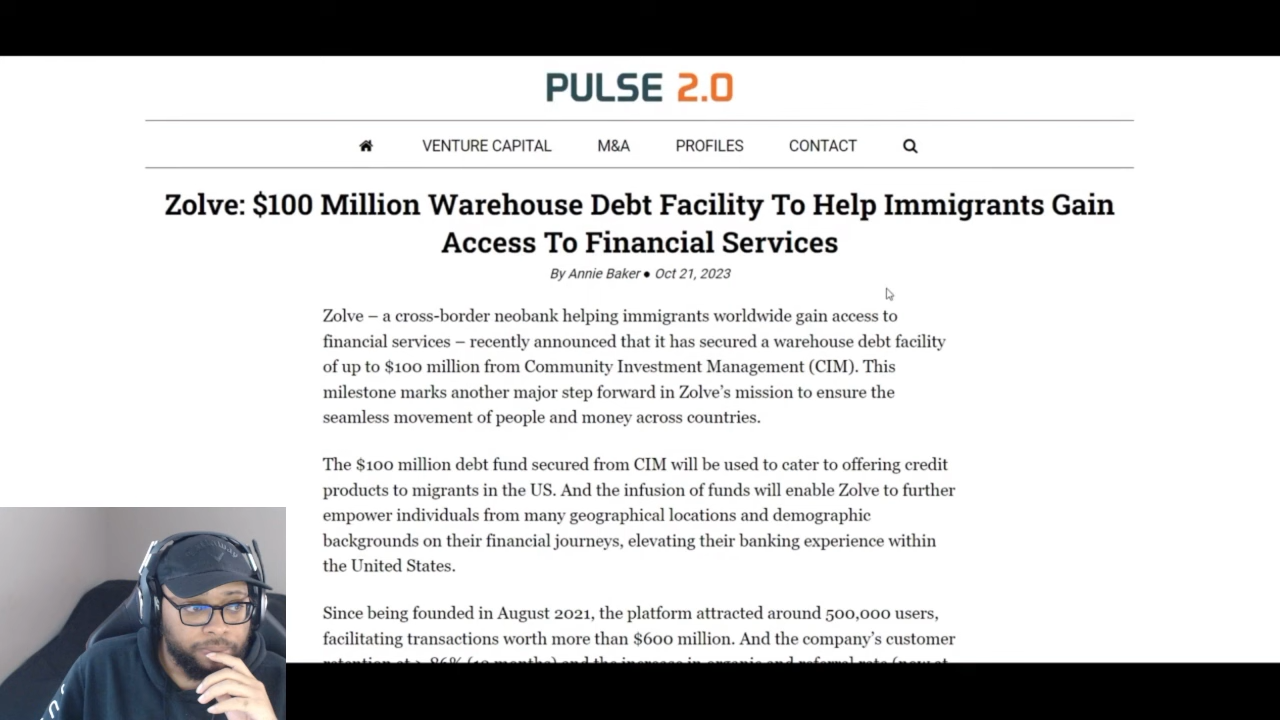 PULSE 2.0
VENTURE CAPITAL M&A PROFILES CONTACT
Zolve: $100 Million Warehouse Debt Facility To Help Immigrants Gain
Access To Financial Services
By Annie Baker ● Oct 21, 2023
Zolve – a cross-border neobank helping immigrants worldwide gain access to
financial services – recently announced that it has secured a warehouse debt facility
of up to $100 million from Community Investment Management (CIM). This
milestone marks another major step forward in Zolve's mission to ensure the
seamless movement of people and money across countries.
The $100 million debt fund secured from CIM will be used to cater to offering credit
products to migrants in the US. And the infusion of funds will enable Zolve to further
empower individuals from many geographical locations and demographic
backgrounds on their financial journeys, elevating their banking experience within
the United States.
Since being founded in August 2021, the platform attracted around 500,000 users,
facilitating transactions worth more than $600 million. And the company's customer